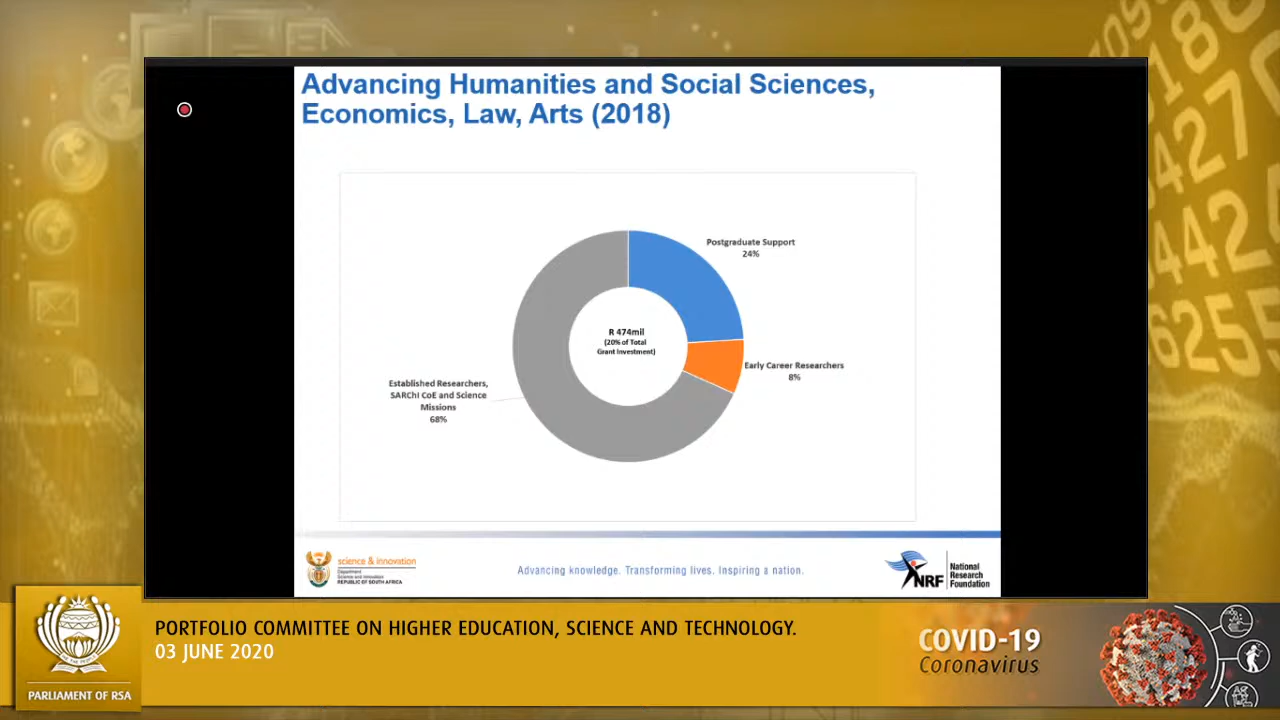 Advancing Humanities and Social Sciences,
Economics, Law, Arts (2018)
Postgraduate Support
24%
R 474mil
(20% of Total
Grant Investment)
Early Career Researchers
8%
Established Researchers,
SARChI CoE and Science
Missions
68%
science & innovation
Department
Science and Innovation
REPUBLIC OF SOUTH AFRICA
Advancing knowledge. Transforming lives. Inspiring a nation.
NRF
National
Research
Foundation
PORTFOLIO COMMITTEE ON HIGHER EDUCATION, SCIENCE AND TECHNOLOGY.
03 JUNE 2020
PARLIAMENT OF RSA
COVID-19
Coronavirus